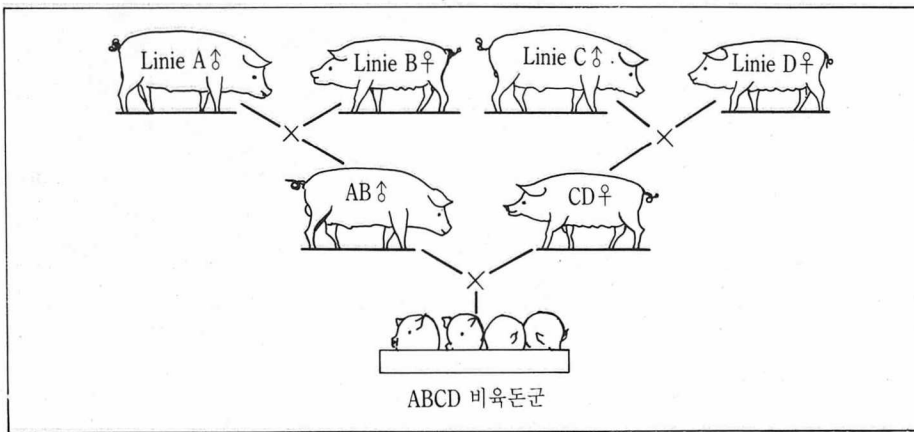 Linie A♂ Linie B♀ Linie C♂ Linie D♀
×  ×
AB♂ CD♀
×
ABCD 비육돈군